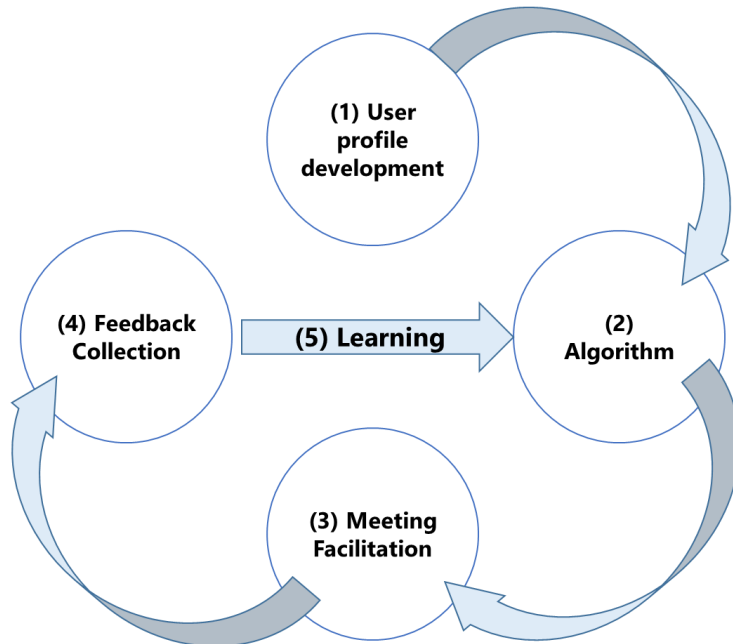 (1) User
profile
development
(2)
Algorithm
(3) Meeting
Facilitation
(4) Feedback
Collection
(5) Learning